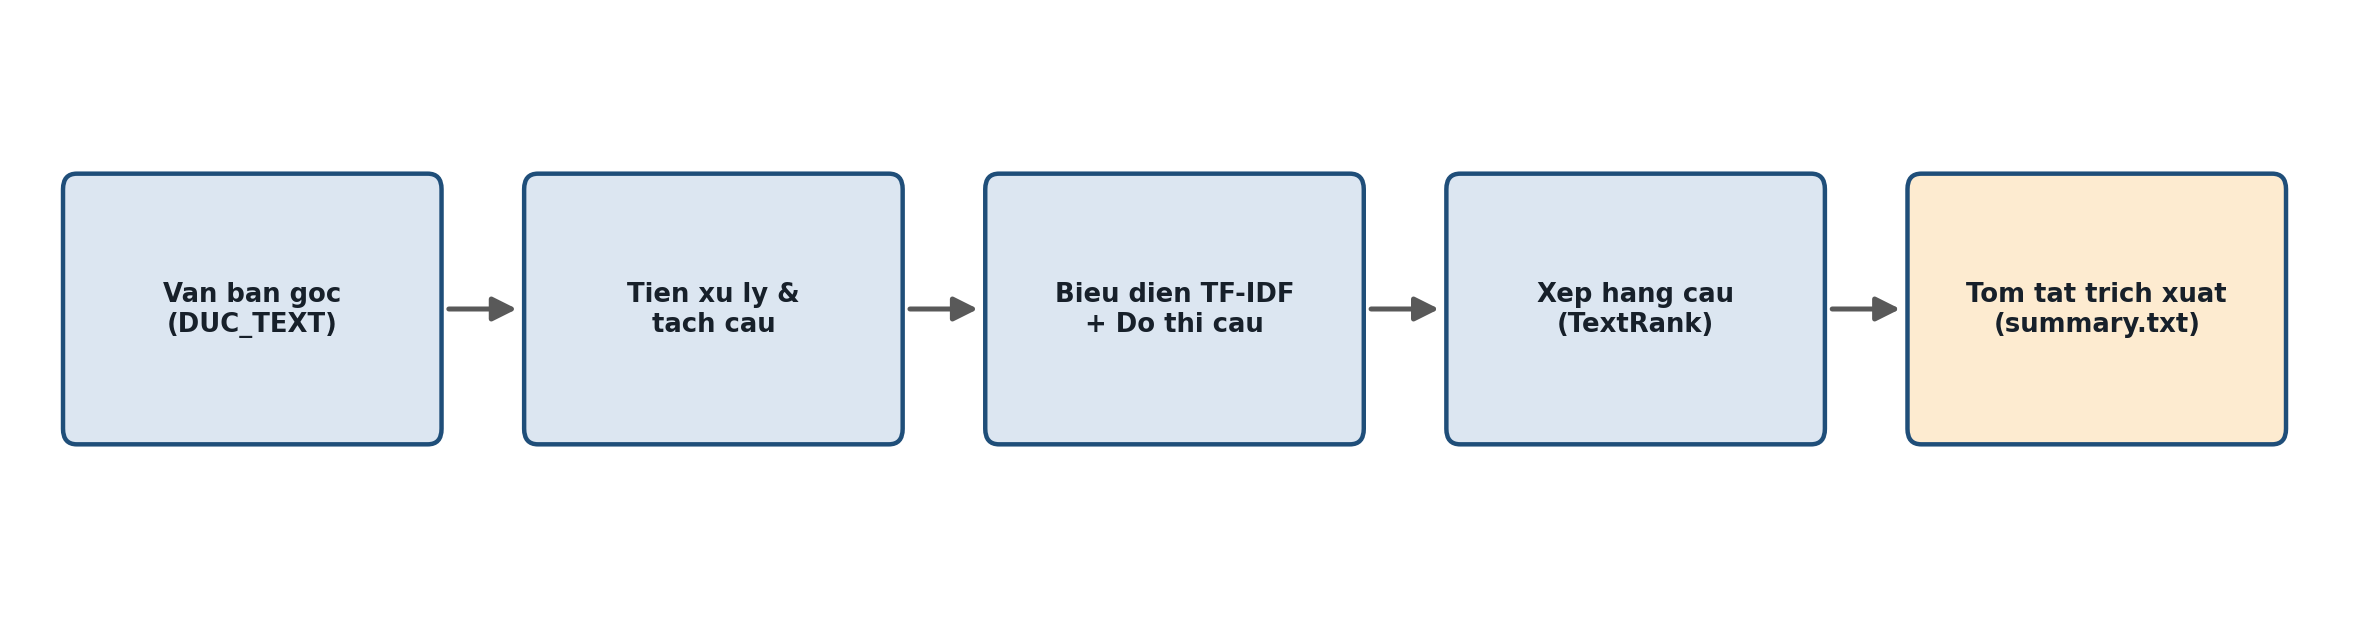 Van ban goc
(DUC_TEXT)
Tien xu ly &
tach cau
Bieu dien TF-IDF
+ Do thi cau
Xep hang cau
(TextRank)
Tom tat trich xuat
(summary.txt)